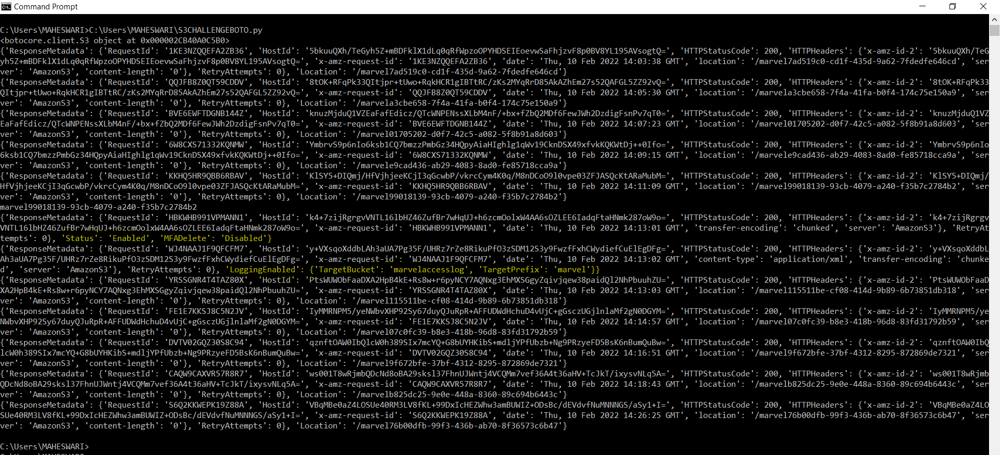 Command Prompt
C:\Users\MAHESWARI>C:\Users\MAHESWARI\S3CHALLENGEBOTO.py
<botocore.client.S3 object at 0x000002CB40A0C5B0>
{'ResponseMetadata': {'RequestId': '1KE3NZQQEFA2ZB36', 'HostId': '5bkuuQXh/TeGyh5Z+mBDFklX1dLq0qRfWpzoOPYHDSEIEoevwSaFhjzvF8p0BV8YL195AVsogtQ=', 'HTTPStatusCode': 200, 'HTTPHeaders': {'x-amz-id-2': '5bkuuQXh/TeG
yh5Z+mBDFklX1dLq0qRfWpzoOPYHDSEIEoevwSaFhjzvF8p0BV8YL195AVsogtQ=', 'x-amz-request-id': '1KE3NZQQEFA2ZB36', 'date': 'Thu, 10 Feb 2022 14:03:38 GMT', 'location': '/marvel7ad519c0-cd1f-435d-9a62-7fdedfe646cd', 'ser
ver': 'AmazonS3', 'content-length': '0'}, 'RetryAttempts': 0}, 'Location': '/marvel7ad519c0-cd1f-435d-9a62-7fdedfe646cd'}
{'ResponseMetadata': {'RequestId': 'QQJFB8Z0QT59CDDV', 'HostId': '8tOK+RFqPk33QItjpr+tUwo+RqkHCR1gIBTtRC/zKs2MYqRrD85AkAZhEm27s52QAFGL5ZZ92vQ=', 'HTTPStatusCode': 200, 'HTTPHeaders': {'x-amz-id-2': '8tOK+RFqPk33
QItjpr+tUwo+RqkHCR1gIBTtRC/zKs2MYqRrD85AkAZhEm27s52QAFGL5ZZ92vQ=', 'x-amz-request-id': 'QQJFB8Z0QT59CDDV', 'date': 'Thu, 10 Feb 2022 14:05:30 GMT', 'location': '/marvela3cbe658-7f4a-41fa-b0f4-174c75e150a9', 'ser
ver': 'AmazonS3', 'content-length': '0'}, 'RetryAttempts': 0}, 'Location': '/marvela3cbe658-7f4a-41fa-b0f4-174c75e150a9'}
{'ResponseMetadata': {'RequestId': 'BVE6EWFTDGNB144Z', 'HostId': 'knuzMjduQ1VZEaFafEdicz/QTcWNPENssXLbM4nF/+bx+fZbQ2MDf6FewJWh2DzdigFsnPv7qT0=', 'HTTPStatusCode': 200, 'HTTPHeaders': {'x-amz-id-2': 'knuzMjduQ1VZ
EaFafEdicz/QTcWNPENssXLbM4nF/+bx+fZbQ2MDf6FewJWh2DzdigFsnPv7qT0=', 'x-amz-request-id': 'BVE6EWFTDGNB144Z', 'date': 'Thu, 10 Feb 2022 14:07:23 GMT', 'location': '/marvel01705202-d0f7-42c5-a082-5f8b91a8d603', 'ser
ver': 'AmazonS3', 'content-length': '0'}, 'RetryAttempts': 0}, 'Location': '/marvel01705202-d0f7-42c5-a082-5f8b91a8d603'}
{'ResponseMetadata': {'RequestId': '6W8CXS71332KQNMW', 'HostId': 'YmbrvS9p6nIo6ksb1CQ7bmzzPmbGz34HQpyAiaHIghlg1qWv19CknDSX49xfvkKQKWtDj++0Ifo=', 'HTTPStatusCode': 200, 'HTTPHeaders': {'x-amz-id-2': 'YmbrvS9p6nIo
6ksb1CQ7bmzzPmbGz34HQpyAiaHIghlg1qWv19CknDSX49xfvkKQKWtDj++0Ifo=', 'x-amz-request-id': '6W8CXS71332KQNMW', 'date': 'Thu, 10 Feb 2022 14:09:15 GMT', 'location': '/marvele9cad436-ab29-4083-8ad0-fe85718cca9a', 'ser
ver': 'AmazonS3', 'content-length': '0'}, 'RetryAttempts': 0}, 'Location': '/marvele9cad436-ab29-4083-8ad0-fe85718cca9a'}
{'ResponseMetadata': {'RequestId': 'KKHQ5HR9QBB6RBAV', 'HostId': 'KlSY5+DIQmj/HfVjhjeeKCjI3qGcwbP/vkrcCym4K0q/M8nDCoO9l0vpe03ZFJASQcKtARaMubM=', 'HTTPStatusCode': 200, 'HTTPHeaders': {'x-amz-id-2': 'KlSY5+DIQmj/
HfVjhjeeKCjI3qGcwbP/vkrcCym4K0q/M8nDCoO9l0vpe03ZFJASQcKtARaMubM=', 'x-amz-request-id': 'KKHQ5HR9QBB6RBAV', 'date': 'Thu, 10 Feb 2022 14:11:09 GMT', 'location': '/marvel99018139-93cb-4079-a240-f35b7c2784b2', 'ser
ver': 'AmazonS3', 'content-length': '0'}, 'RetryAttempts': 0}, 'Location': '/marvel99018139-93cb-4079-a240-f35b7c2784b2'}
marvel99018139-93cb-4079-a240-f35b7c2784b2
{'ResponseMetadata': {'RequestId': 'HBKWHB991VPMANN1', 'HostId': 'k4+7zijRgrgvVNTL16lbHZ46ZufBr7wHqUJ+h6zcmOolxW4AA6sOZLEE6IadqFtaHNmk287oW9o=', 'HTTPStatusCode': 200, 'HTTPHeaders': {'x-amz-id-2': 'k4+7zijRgrgv
VNTL16lbHZ46ZufBr7wHqUJ+h6zcmOolxW4AA6sOZLEE6IadqFtaHNmk287oW9o=', 'x-amz-request-id': 'HBKWHB991VPMANN1', 'date': 'Thu, 10 Feb 2022 14:13:01 GMT', 'transfer-encoding': 'chunked', 'server': 'AmazonS3'}, 'RetryAt
tempts': 0}, 'Status': 'Enabled', 'MFADelete': 'Disabled'}
{'ResponseMetadata': {'RequestId': 'WJ4NAAJ1F9QFCFM7', 'HostId': 'y+VXsqoXddbLAh3aUA7Pg35F/UHRz7rZe8RikuPfO3zSDM12S3y9FwzfFxhCWydiefCuElEgDFg=', 'HTTPStatusCode': 200, 'HTTPHeaders': {'x-amz-id-2': 'y+VXsqoXddbL
Ah3aUA7Pg35F/UHRz7rZe8RikuPfO3zSDM12S3y9FwzfFxhCWydiefCuElEgDFg=', 'x-amz-request-id': 'WJ4NAAJ1F9QFCFM7', 'date': 'Thu, 10 Feb 2022 14:13:02 GMT', 'content-type': 'application/xml', 'transfer-encoding': 'chunke
d', 'server': 'AmazonS3'}, 'RetryAttempts': 0}, 'LoggingEnabled': {'TargetBucket': 'marvelaccesslog', 'TargetPrefix': 'marvel'}}
{'ResponseMetadata': {'RequestId': 'YRSSGNR4T4TAZ80X', 'HostId': 'PtsWUWObFaaDXA2HpB4kE+Rs8w+r6pyNCY7AQNxg3EhMXSGgyZqivjqew38paidQl2NhPbuuhZU=', 'HTTPStatusCode': 200, 'HTTPHeaders': {'x-amz-id-2': 'PtsWUWObFaaD
XA2HpB4kE+Rs8w+r6pyNCY7AQNxg3EhMXSGgyZqivjqew38paidQl2NhPbuuhZU=', 'x-amz-request-id': 'YRSSGNR4T4TAZ80X', 'date': 'Thu, 10 Feb 2022 14:13:03 GMT', 'location': '/marvel115511be-cf08-414d-9b89-6b73851db318', 'ser
ver': 'AmazonS3', 'content-length': '0'}, 'RetryAttempts': 0}, 'Location': '/marvel115511be-cf08-414d-9b89-6b73851db318'}
{'ResponseMetadata': {'RequestId': 'FE1E7KKSJ8C5N2JV', 'HostId': 'IyMMRNPM5/yeNWbvXHP92Sy67duyQJuRpR+AFFUDWdHchuD4vUjC+gGsczUGjlnlaMf2gN0DGYM=', 'HTTPStatusCode': 200, 'HTTPHeaders': {'x-amz-id-2': 'IyMMRNPM5/ye
NWbvXHP92Sy67duyQJuRpR+AFFUDWdHchuD4vUjC+gGsczUGjlnlaMf2gN0DGYM=', 'x-amz-request-id': 'FE1E7KKSJ8C5N2JV', 'date': 'Thu, 10 Feb 2022 14:14:57 GMT', 'location': '/marvel07c0fc39-b8e3-418b-96d8-83fd31792b59', 'ser
ver': 'AmazonS3', 'content-length': '0'}, 'RetryAttempts': 0}, 'Location': '/marvel07c0fc39-b8e3-418b-96d8-83fd31792b59'}
{'ResponseMetadata': {'RequestId': 'DVTV02GQZ30S8C94', 'HostId': 'qznftOAW0IbQlcW0h389SIx7mcYQ+G8bUYHKibS+mdljYPfUbzb+Ng9PRzyeFD5BsK6nBumQuBw=', 'HTTPStatusCode': 200, 'HTTPHeaders': {'x-amz-id-2': 'qznftOAW0IbQ
lcW0h389SIx7mcYQ+G8bUYHKibS+mdljYPfUbzb+Ng9PRzyeFD5BsK6nBumQuBw=', 'x-amz-request-id': 'DVTV02GQZ30S8C94', 'date': 'Thu, 10 Feb 2022 14:16:51 GMT', 'location': '/marvel9f672bfe-37bf-4312-8295-872869de7321', 'ser
ver': 'AmazonS3', 'content-length': '0'}, 'RetryAttempts': 0}, 'Location': '/marvel9f672bfe-37bf-4312-8295-872869de7321'}
{'ResponseMetadata': {'RequestId': 'CAQW9CAXVR57R8R7', 'HostId': 'ws001T8wRjmbQDcNd8oBA29sksl37FhnUJWntj4VCQMm7vef36A4t36aHV+TcJkT/ixysvNLq5A=', 'HTTPStatusCode': 200, 'HTTPHeaders': {'x-amz-id-2': 'ws001T8wRjmb
QDcNd8oBA29sksl37FhnUJWntj4VCQMm7vef36A4t36aHV+TcJkT/ixysvNLq5A=', 'x-amz-request-id': 'CAQW9CAXVR57R8R7', 'date': 'Thu, 10 Feb 2022 14:18:43 GMT', 'location': '/marvelb825dc25-9e0e-448a-8360-89c694b6443c', 'ser
ver': 'AmazonS3', 'content-length': '0'}, 'RetryAttempts': 0}, 'Location': '/marvelb825dc25-9e0e-448a-8360-89c694b6443c'}
{'ResponseMetadata': {'RequestId': 'S6Q2KKWEPK19Z88A', 'HostId': 'VBqMBe0aZ4LOSUe40RM3LV8fKL+99DxIcHEZWhw3amBUWIZ+ODsBc/dEVdvfNuMNNNGS/aSy1+I=', 'HTTPStatusCode': 200, 'HTTPHeaders': {'x-amz-id-2': 'VBqMBe0aZ4LO
SUe40RM3LV8fKL+99DxIcHEZWhw3amBUWIZ+ODsBc/dEVdvfNuMNNNGS/aSy1+I=', 'x-amz-request-id': 'S6Q2KKWEPK19Z88A', 'date': 'Thu, 10 Feb 2022 14:26:25 GMT', 'location': '/marvel76b00dfb-99f3-436b-ab70-8f36573c6b47', 'ser
ver': 'AmazonS3', 'content-length': '0'}, 'RetryAttempts': 0}, 'Location': '/marvel76b00dfb-99f3-436b-ab70-8f36573c6b47'}
C:\Users\MAHESWARI>